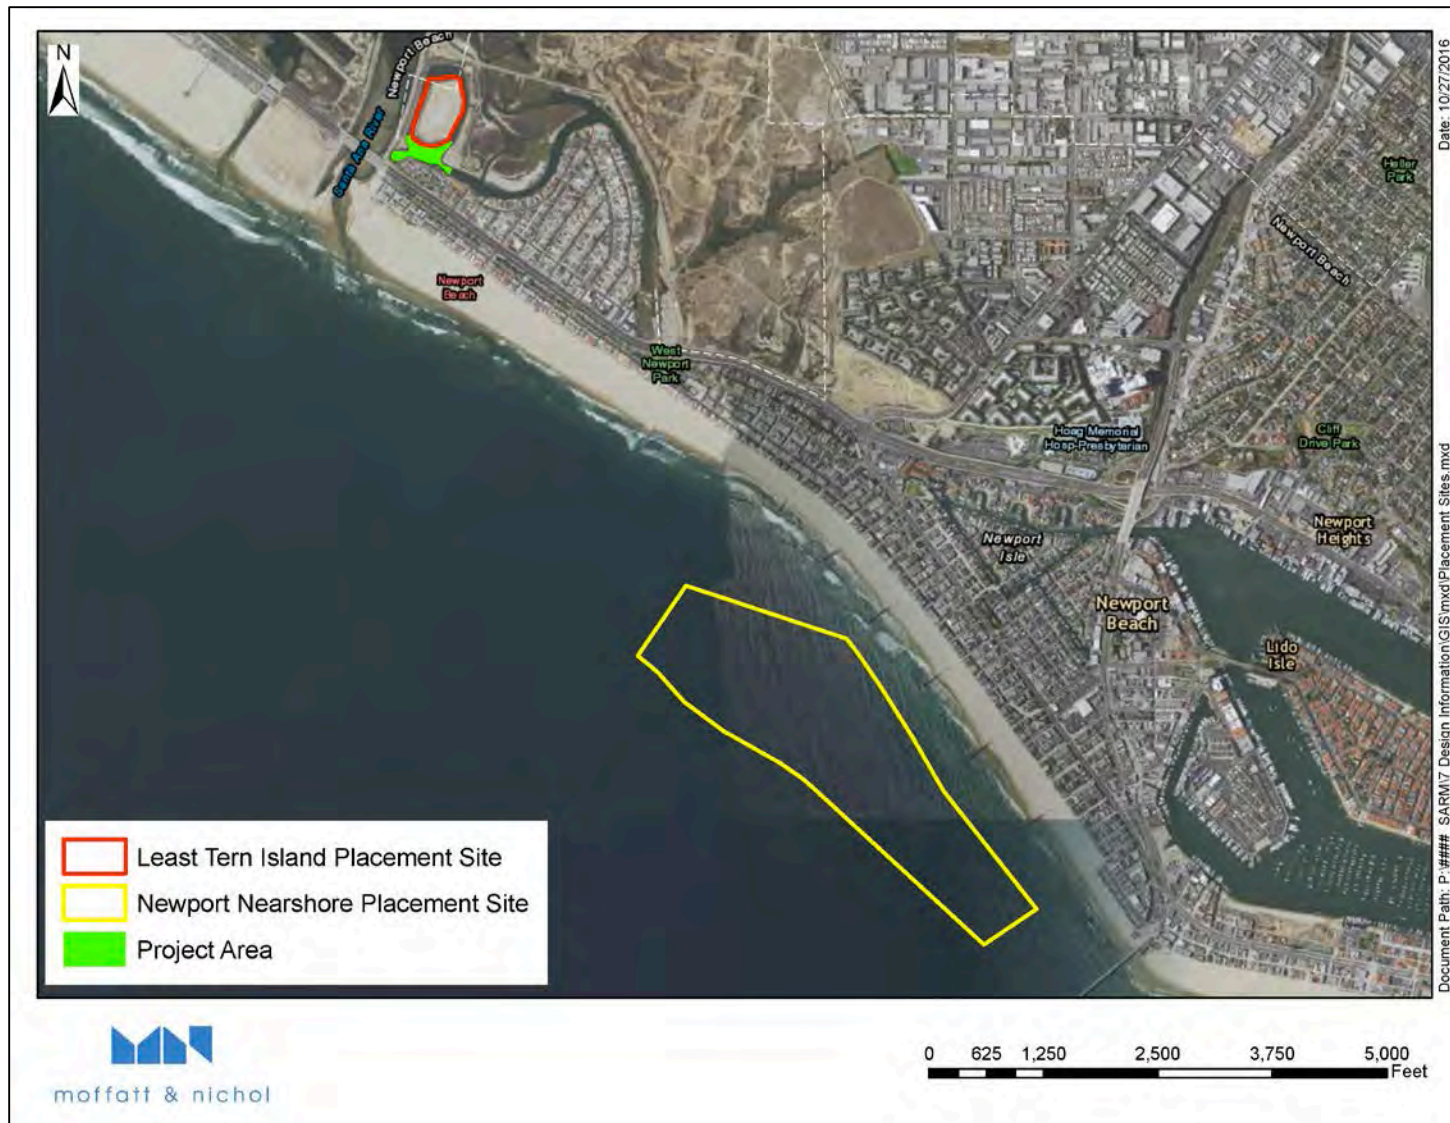 N
Newport Beach
Santa Ana River
Newport
Beach
West
Newport
Park
Heller
Park
Newport Beach
Hoag Memorial
Hosp-Presbyterian
Cliff
Drive Park
Newport
Isle
Newport
Heights
Newport
Beach
Lido
Isle
Least Tern Island Placement Site
Newport Nearshore Placement Site
Project Area
moffatt & nichol
0 625 1,250 2,500 3,750 5,000
Feet
Date: 10/27/2016
Document Path: P:\#### SARM\7 Design Information\GIS\mxd\Placement Sites.mxd